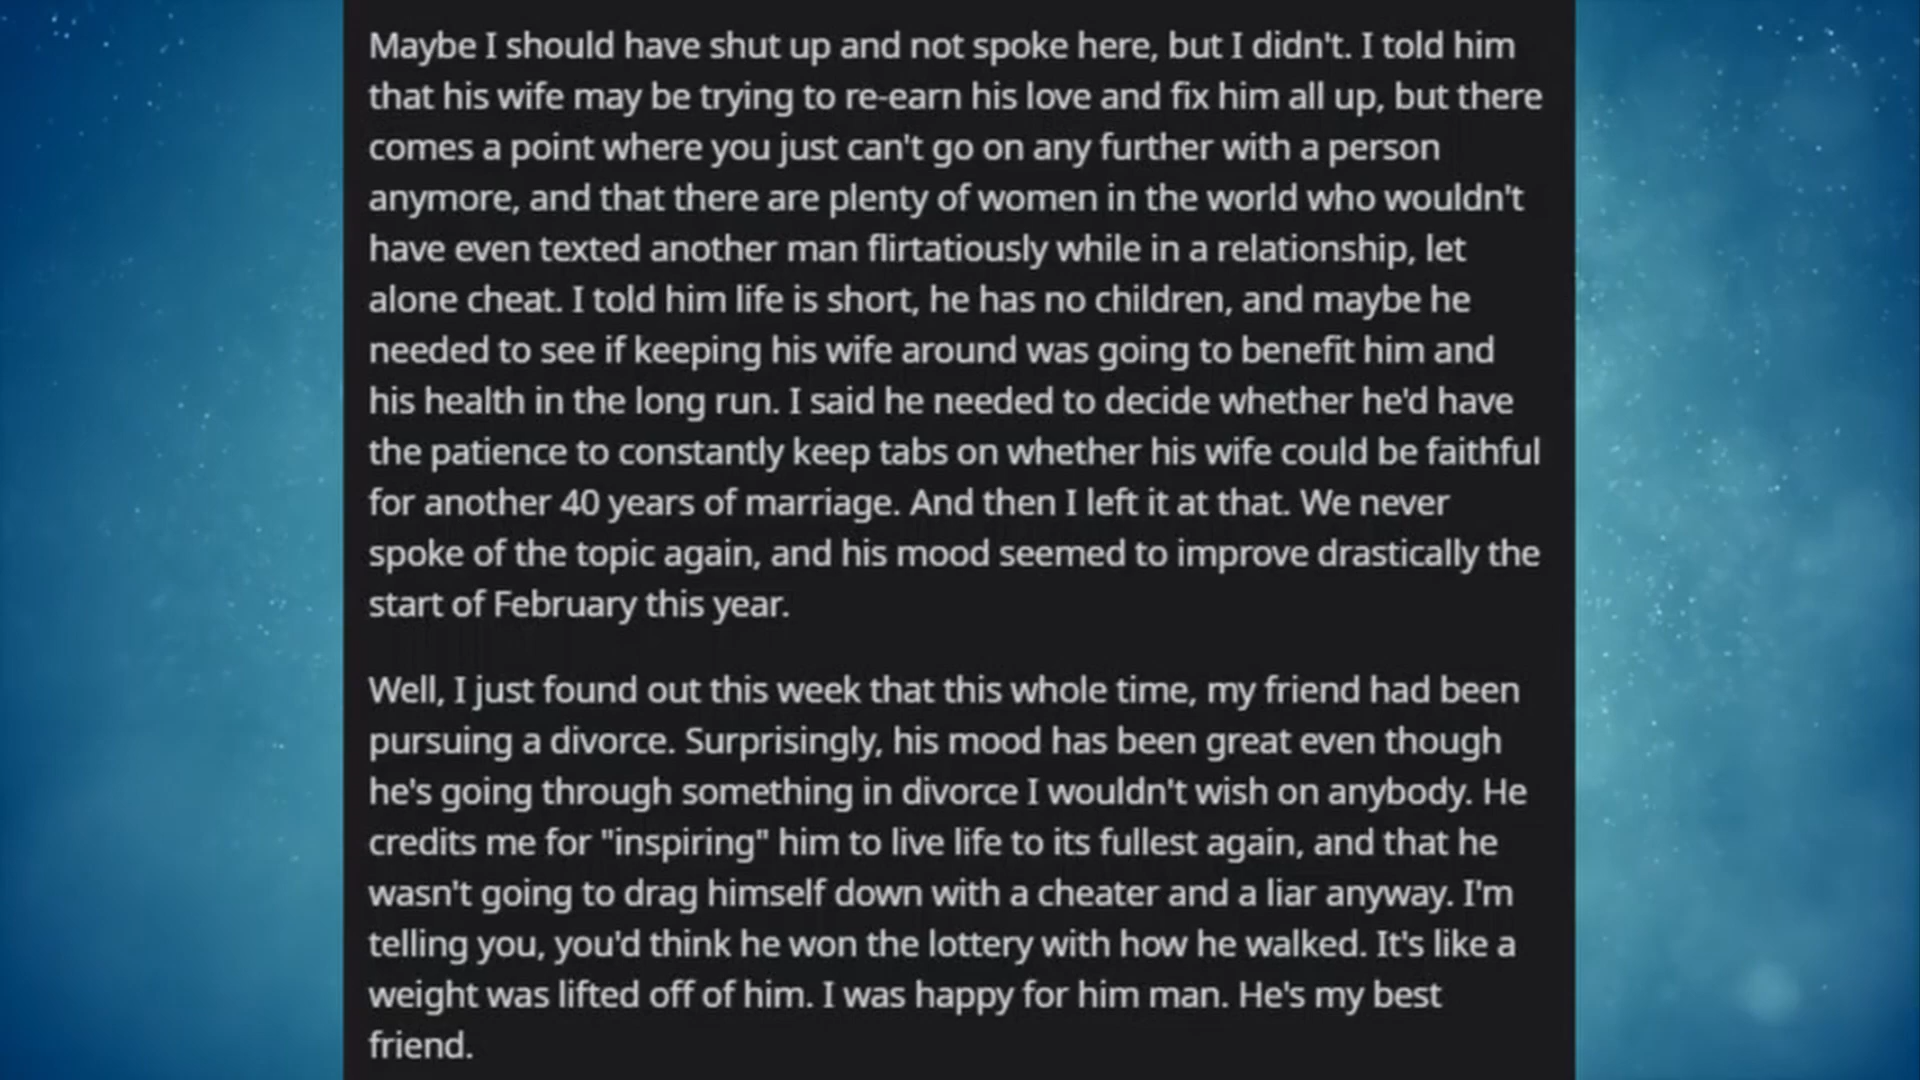 Maybe I should have shut up and not spoke here, but I didn't. I told him
that his wife may be trying to re-earn his love and fix him all up, but there
comes a point where you just can't go on any further with a person
anymore, and that there are plenty of women in the world who wouldn't
have even texted another man flirtatiously while in a relationship, let
alone cheat. I told him life is short, he has no children, and maybe he
needed to see if keeping his wife around was going to benefit him and
his health in the long run. I said he needed to decide whether he'd have
the patience to constantly keep tabs on whether his wife could be faithful
for another 40 years of marriage. And then I left it at that. We never
spoke of the topic again, and his mood seemed to improve drastically the
start of February this year.
Well, I just found out this week that this whole time, my friend had been
pursuing a divorce. Surprisingly, his mood has been great even though
he's going through something in divorce I wouldn't wish on anybody. He
credits me for "inspiring" him to live life to its fullest again, and that he
wasn't going to drag himself down with a cheater and a liar anyway. I'm
telling you, you'd think he won the lottery with how he walked. It's like a
weight was lifted off of him. I was happy for him man. He's my best
friend.